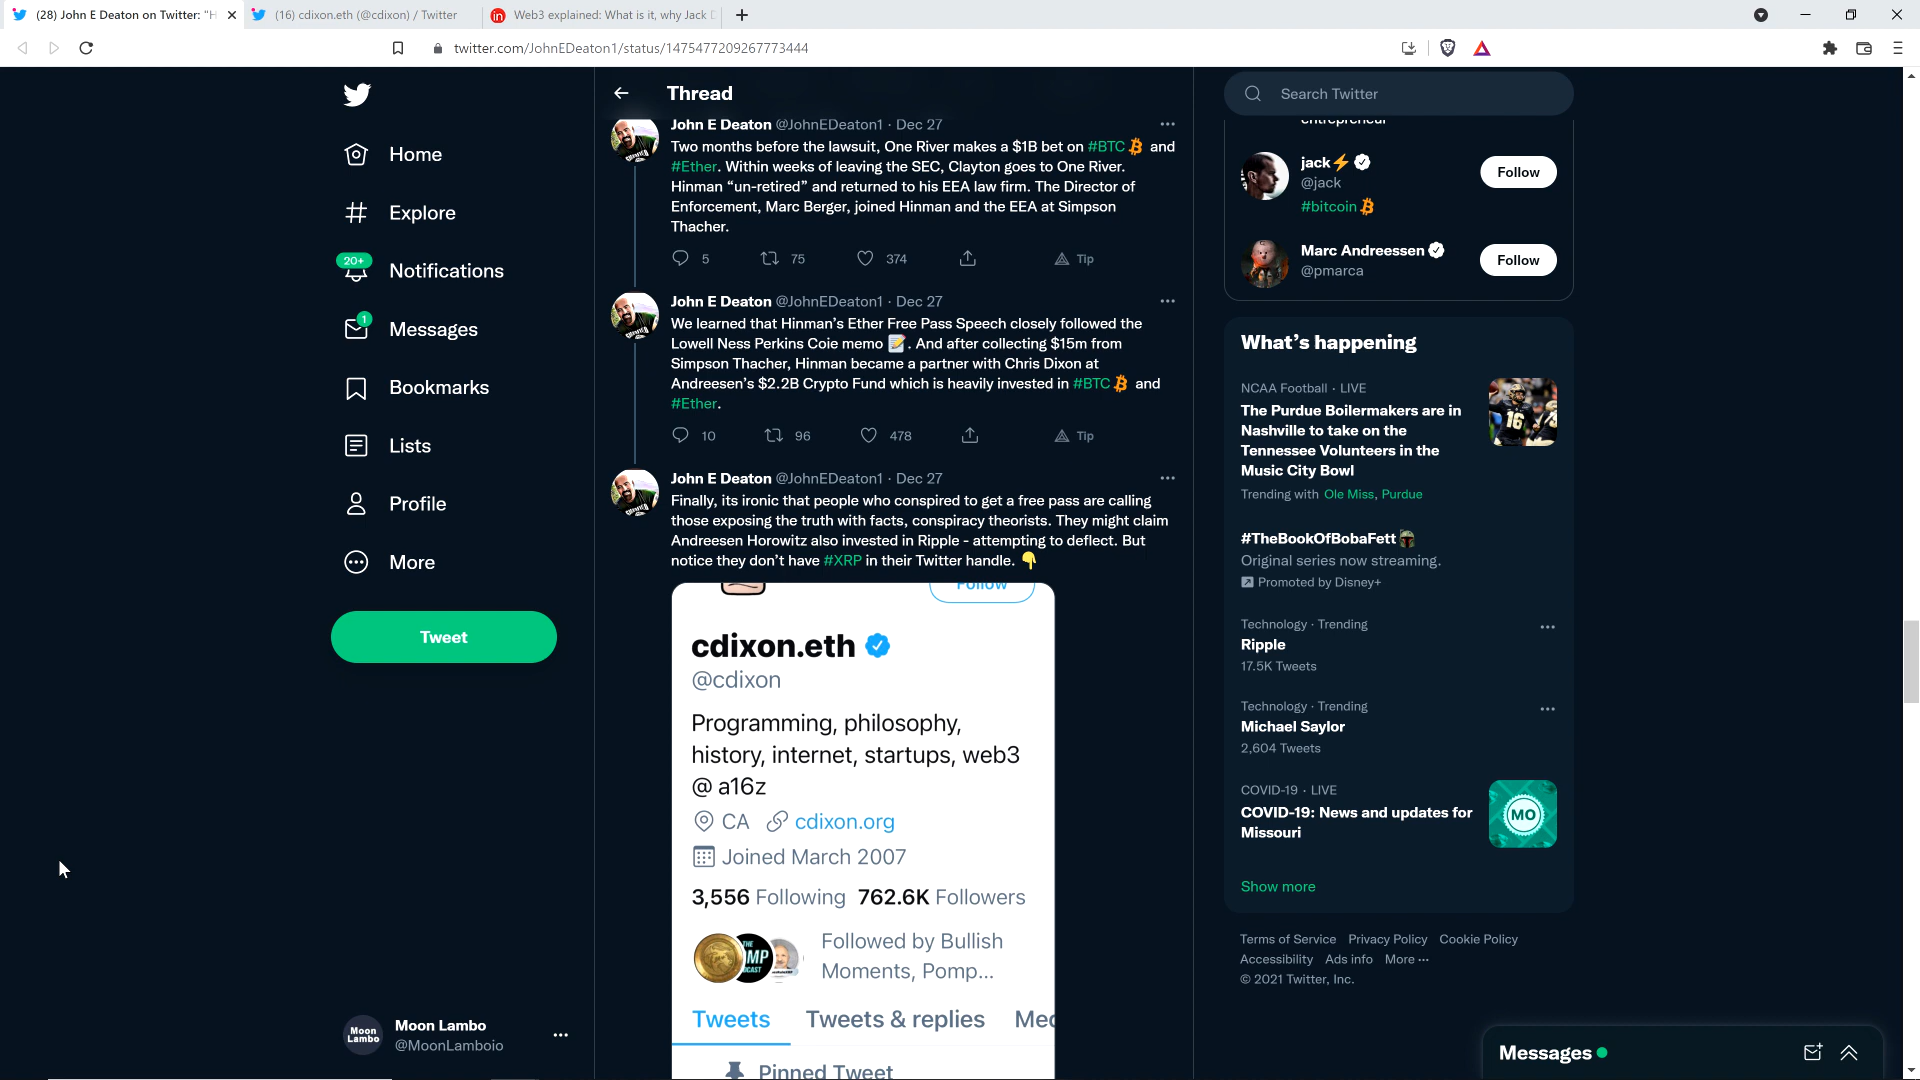 (28) John E Deaton on Twitter: "H
(16) cdixon.eth (@cdixon) / Twitter
Web3 explained: What is it, why Jack D
twitter.com/JohnEDeaton1/status/1475477209267773444
Home
Explore
20+
Notifications
1
Messages
Bookmarks
Lists
Profile
More
Tweet
Moon Lambo
Moon Lambo
@MoonLamboio
Thread
John E Deaton @JohnEDeaton1 · Dec 27
Two months before the lawsuit, One River makes a $1B bet on #BTC and
#Ether. Within weeks of leaving the SEC, Clayton goes to One River.
Hinman “un-retired” and returned to his EEA law firm. The Director of
Enforcement, Marc Berger, joined Hinman and the EEA at Simpson
Thacher.
5 75 374 Tip
John E Deaton @JohnEDeaton1 · Dec 27
We learned that Hinman’s Ether Free Pass Speech closely followed the
Lowell Ness Perkins Coie memo 📝. And after collecting $15m from
Simpson Thacher, Hinman became a partner with Chris Dixon at
Andreesen’s $2.2B Crypto Fund which is heavily invested in #BTC and
#Ether.
10 96 478 Tip
John E Deaton @JohnEDeaton1 · Dec 27
Finally, its ironic that people who conspired to get a free pass are calling
those exposing the truth with facts, conspiracy theorists. They might claim
Andreesen Horowitz also invested in Ripple - attempting to deflect. But
notice they don’t have #XRP in their Twitter handle. 👇
Follow
cdixon.eth
@cdixon
Programming, philosophy,
history, internet, startups, web3
@ a16z
CA cdixon.org
Joined March 2007
3,556 Following 762.6K Followers
Followed by Bullish
Moments, Pomp...
Tweets Tweets & replies Med
Pinned Tweet
Search Twitter
entrepreneur
jack⚡
@jack
#bitcoin
Follow
Marc Andreessen
@pmarca
Follow
What’s happening
NCAA Football · LIVE
The Purdue Boilermakers are in
Nashville to take on the
Tennessee Volunteers in the
Music City Bowl
Trending with Ole Miss, Purdue
16
#TheBookOfBobaFett
Original series now streaming.
Promoted by Disney+
Technology · Trending
Ripple
17.5K Tweets
Technology · Trending
Michael Saylor
2,604 Tweets
COVID-19 · LIVE
COVID-19: News and updates for
Missouri
MO
Show more
Terms of Service Privacy Policy Cookie Policy
Accessibility Ads info More ···
© 2021 Twitter, Inc.
Messages